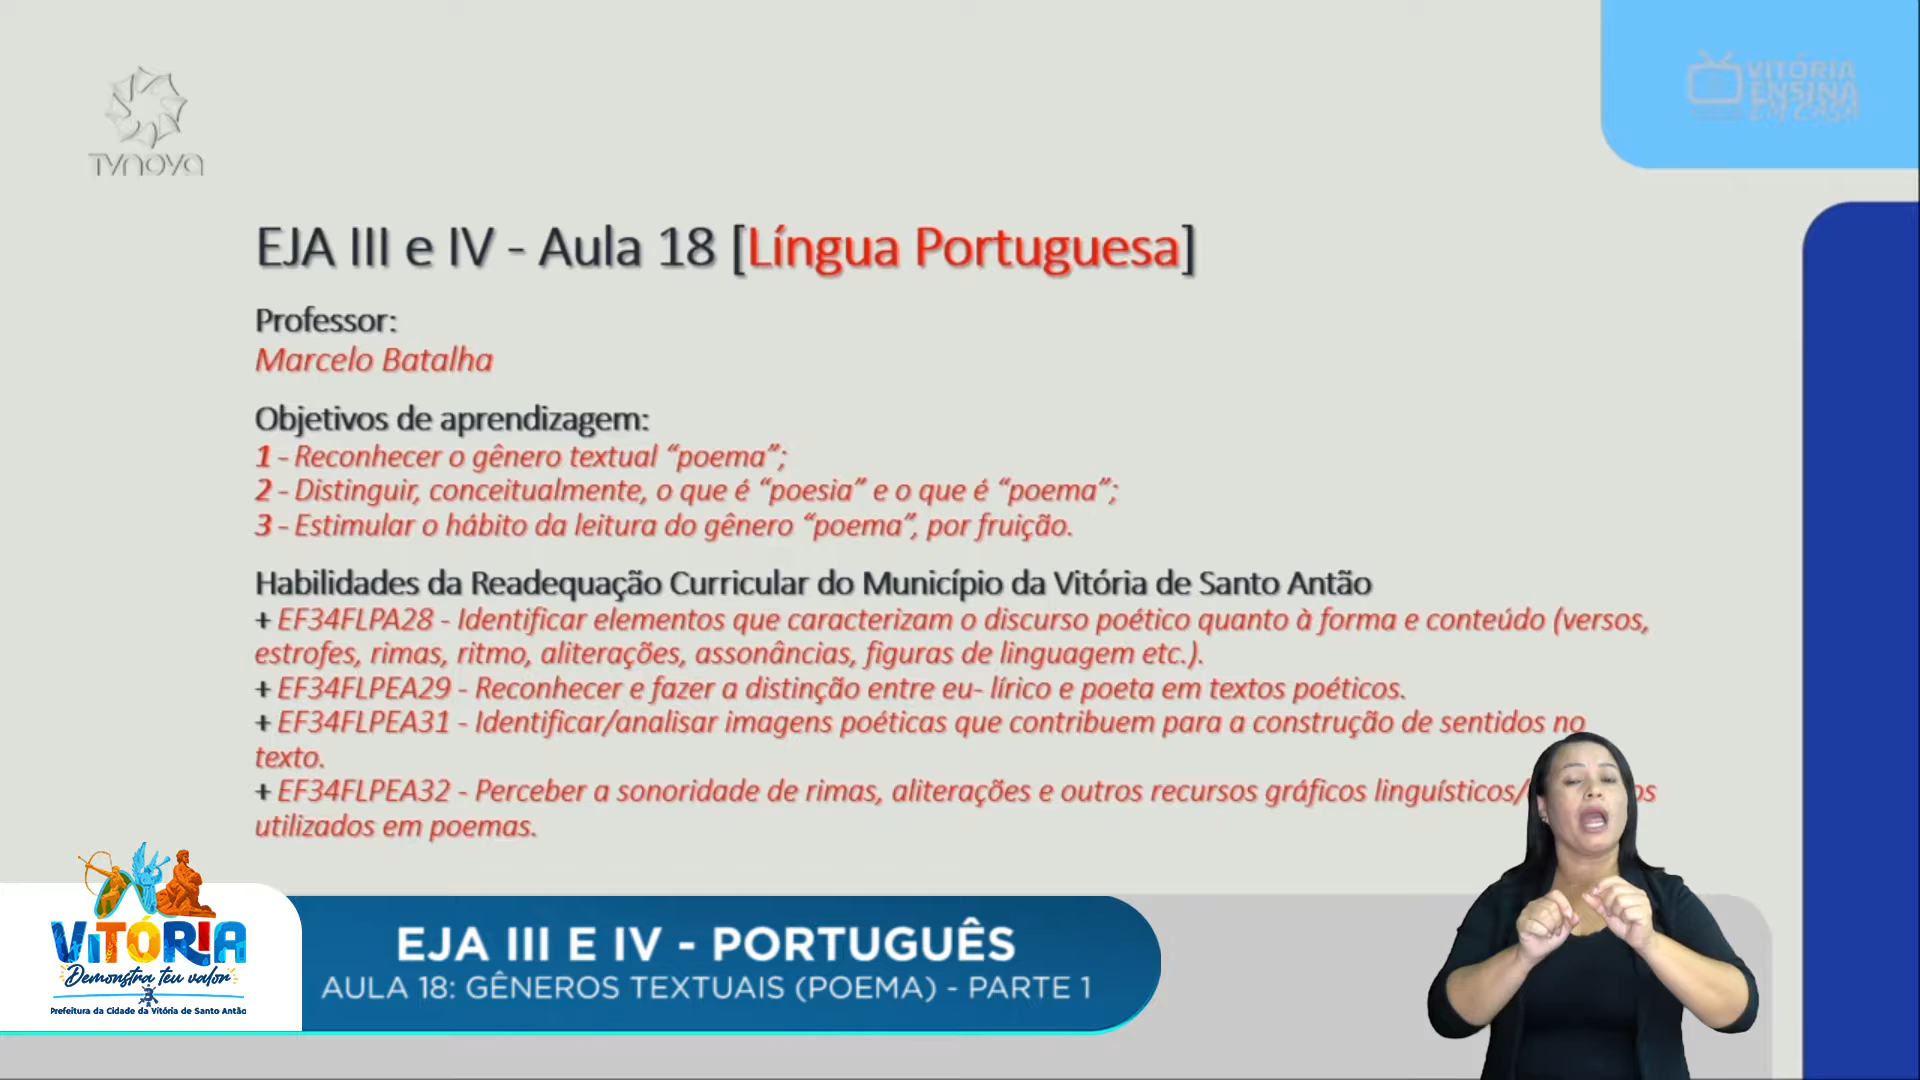 TVNOVA
VITÓRIA
ENSINA
EM CASA
EJA III e IV - Aula 18 [Língua Portuguesa]
Professor:
Marcelo Batalha
Objetivos de aprendizagem:
1 - Reconhecer o gênero textual “poema”;
2 - Distinguir, conceitualmente, o que é “poesia” e o que é “poema”;
3 - Estimular o hábito da leitura do gênero “poema”, por fruição.
Habilidades da Readequação Curricular do Município da Vitória de Santo Antão
+ EF34FLPA28 - Identificar elementos que caracterizam o discurso poético quanto à forma e conteúdo (versos,
estrofes, rimas, ritmo, aliterações, assonâncias, figuras de linguagem etc.).
+ EF34FLPEA29 - Reconhecer e fazer a distinção entre eu- lírico e poeta em textos poéticos.
+ EF34FLPEA31 - Identificar/analisar imagens poéticas que contribuem para a construção de sentidos no
texto.
+ EF34FLPEA32 - Perceber a sonoridade de rimas, aliterações e outros recursos gráficos linguísticos/
utilizados em poemas.
VITÓRIA
Demonstra teu valor
Prefeitura da Cidade da Vitória de Santo Antão
EJA III E IV - PORTUGUÊS
AULA 18: GÊNEROS TEXTUAIS (POEMA) - PARTE 1